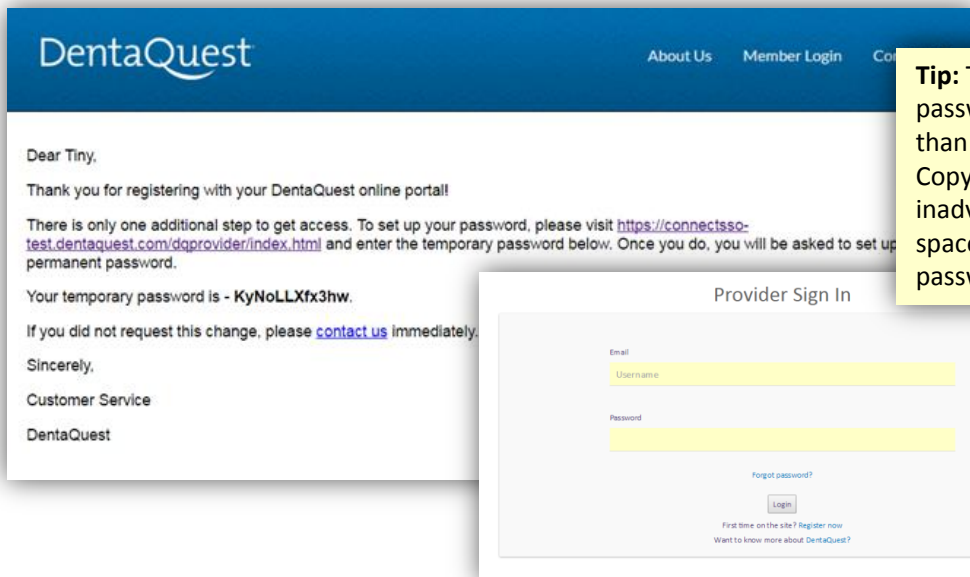 DentaQuest
About Us Member Login
Tip:
Dear Tiny,
Thank you for registering with your DentaQuest online portal!
There is only one additional step to get access. To set up your password, please visit https://connectsso-
test.dentaquest.com/dqprovider/index.html and enter the temporary password below. Once you do, you will be asked to set up
permanent password.
Your temporary password is - KyNoLLXfx3hw.
If you did not request this change, please contact us immediately.
Sincerely,
Customer Service
DentaQuest
than
Copy
Provider Sign In
Email
Username
Password
Forgot password?
Login
First time on the site? Register now
Want to know more about DentaQuest?